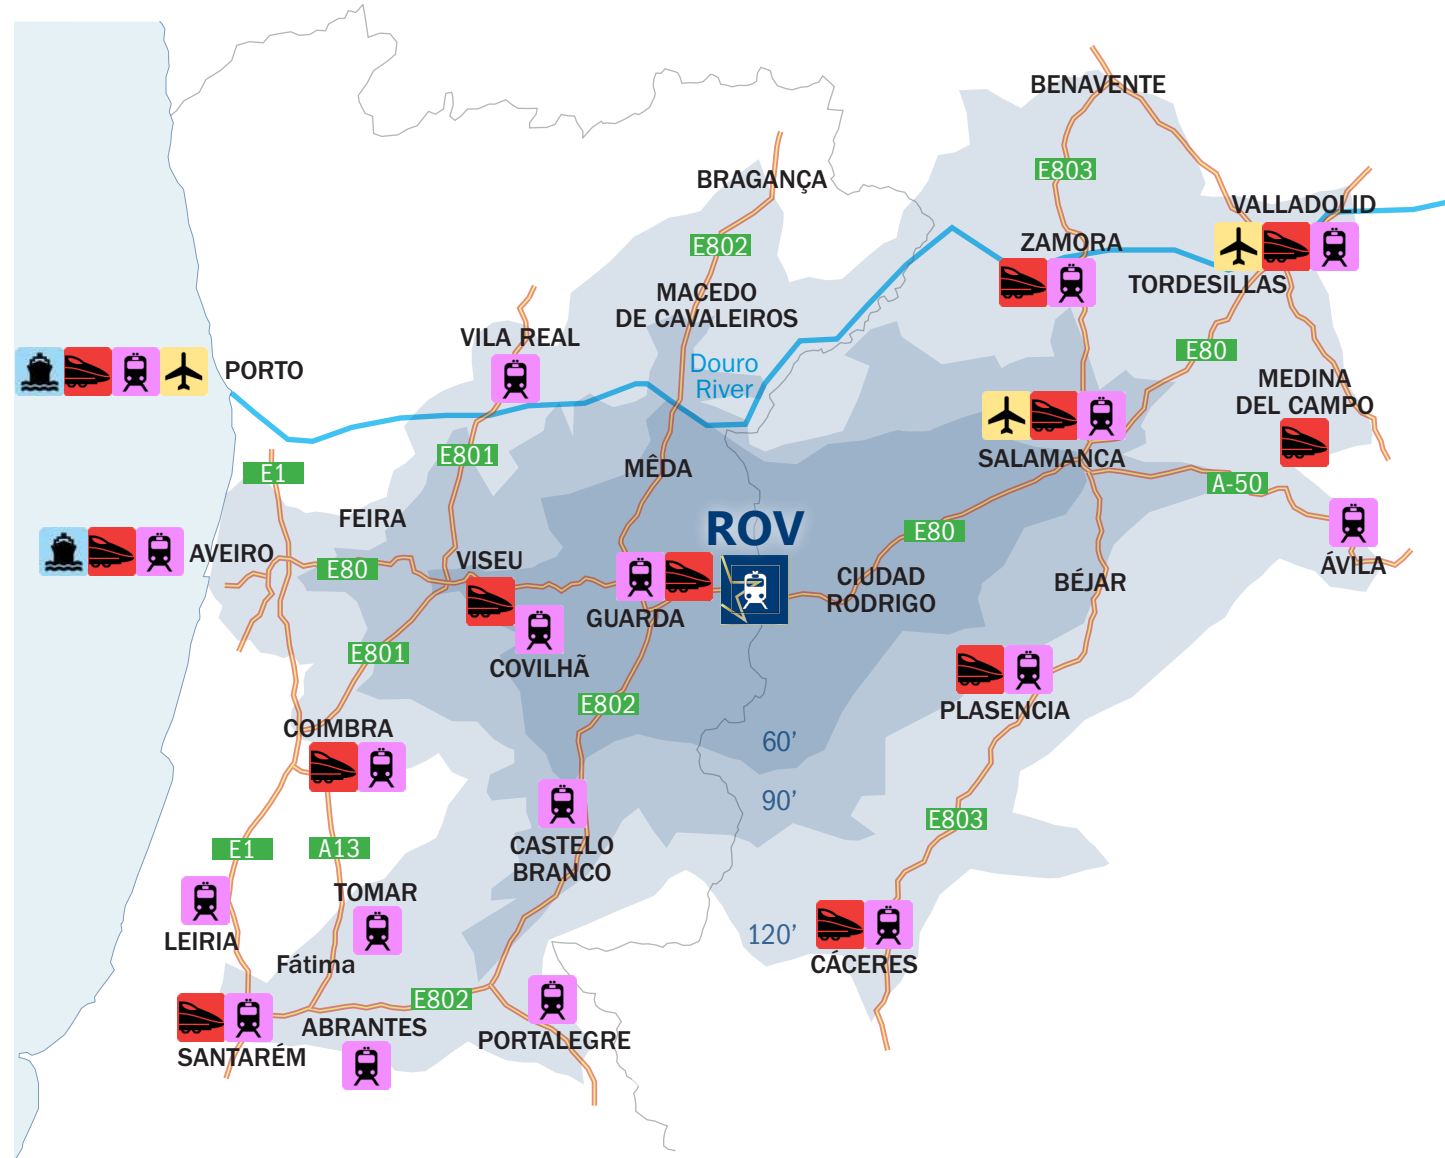 BENAVENTE
E803
BRAGANÇA
VALLADOLID
E802
ZAMORA
TORDESILLAS
MACEDO
DE CAVALEIROS
VILA REAL
E80
Douro
River
PORTO
MEDINA
DEL CAMPO
E801
SALAMANCA
MÊDA
E1
A-50
FEIRA
ROV
E80
AVEIRO
VISEU
E80
CIUDAD
RODRIGO
BÉJAR
ÁVILA
GUARDA
E801
COVILHÃ
E802
PLASENCIA
COIMBRA
60’
90’
E803
E1
A13
CASTELO
BRANCO
TOMAR
LEIRIA
120’
Fátima
CÁCERES
E802
ABRANTES
PORTALEGRE
SANTARÉM